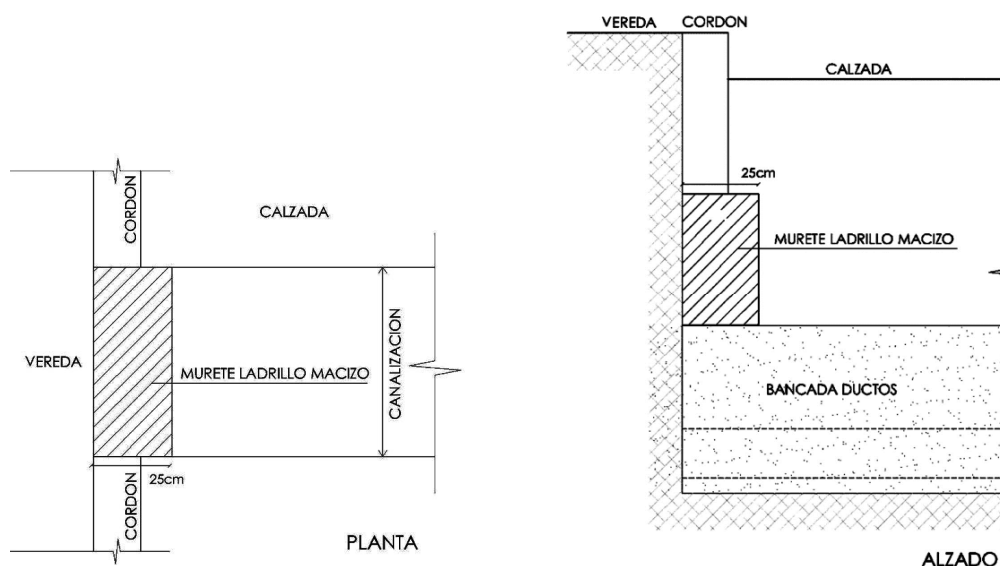 CORDON
CALZADA
VEREDA
MURETE LADRILLO MACIZO
CANALIZACION
25cm
CORDON
PLANTA
VEREDA CORDON
CALZADA
25cm
MURETE LADRILLO MACIZO
BANCADA DUCTOS
ALZADO